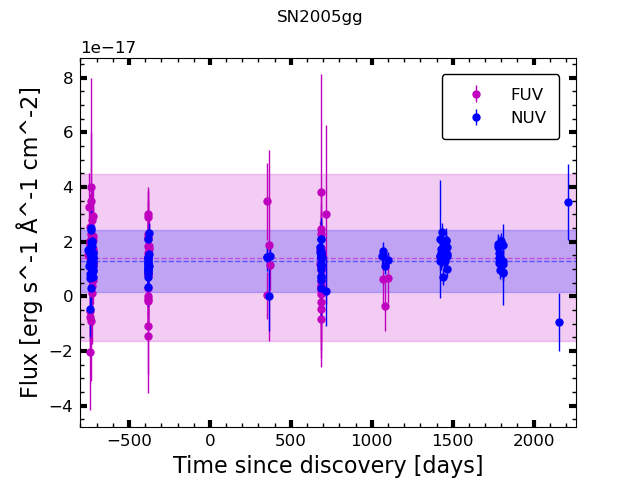 SN2005gg
1e−17
8
6
4
2
0
−2
−4
Flux [erg s^-1 Å^-1 cm^-2]
FUV
NUV
−500 0 500 1000 1500 2000
Time since discovery [days]